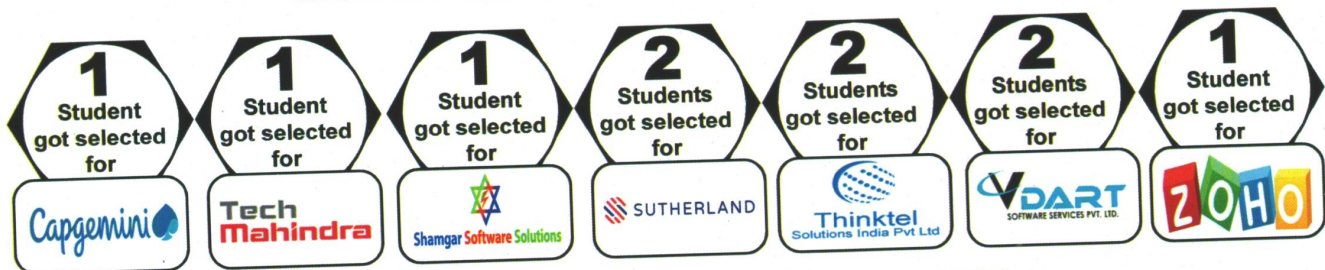 1
Student
got selected
for
Capgemini
1
Student
got selected
for
Tech
Mahindra
1
Student
got selected
for
Shamgar Software Solutions
2
Students
got selected
for
SUTHERLAND
2
Students
got selected
for
Thinktel
Solutions India Pvt Ltd
2
Students
got selected
for
VDART
SOFTWARE SERVICES PVT. LTD.
1
Student
got selected
for
ZOHO